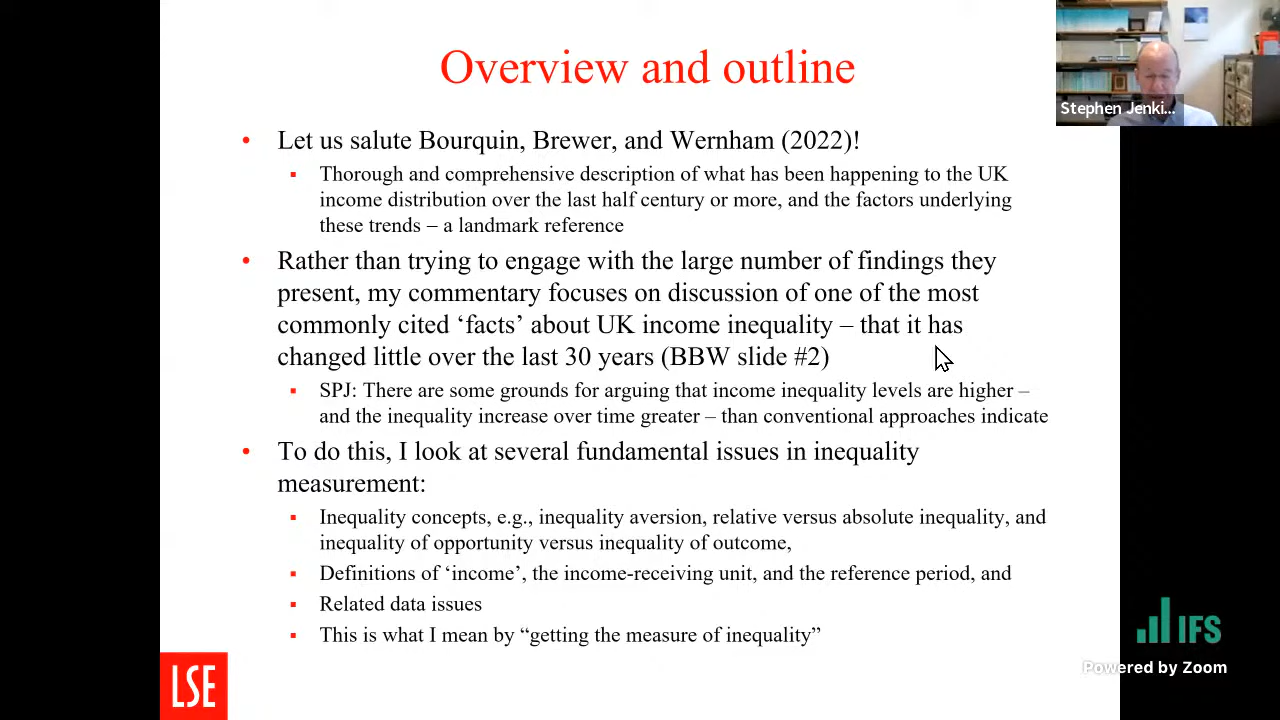 Overview and outline
Stephen Jenki...
• Let us salute Bourquin, Brewer, and Wernham (2022)!
▪ Thorough and comprehensive description of what has been happening to the UK
income distribution over the last half century or more, and the factors underlying
these trends – a landmark reference
• Rather than trying to engage with the large number of findings they
present, my commentary focuses on discussion of one of the most
commonly cited ‘facts’ about UK income inequality – that it has
changed little over the last 30 years (BBW slide #2)
▪ SPJ: There are some grounds for arguing that income inequality levels are higher –
and the inequality increase over time greater – than conventional approaches indicate
• To do this, I look at several fundamental issues in inequality
measurement:
▪ Inequality concepts, e.g., inequality aversion, relative versus absolute inequality, and
inequality of opportunity versus inequality of outcome,
▪ Definitions of ‘income’, the income-receiving unit, and the reference period, and
▪ Related data issues
▪ This is what I mean by “getting the measure of inequality”
IFS
Powered by Zoom
LSE